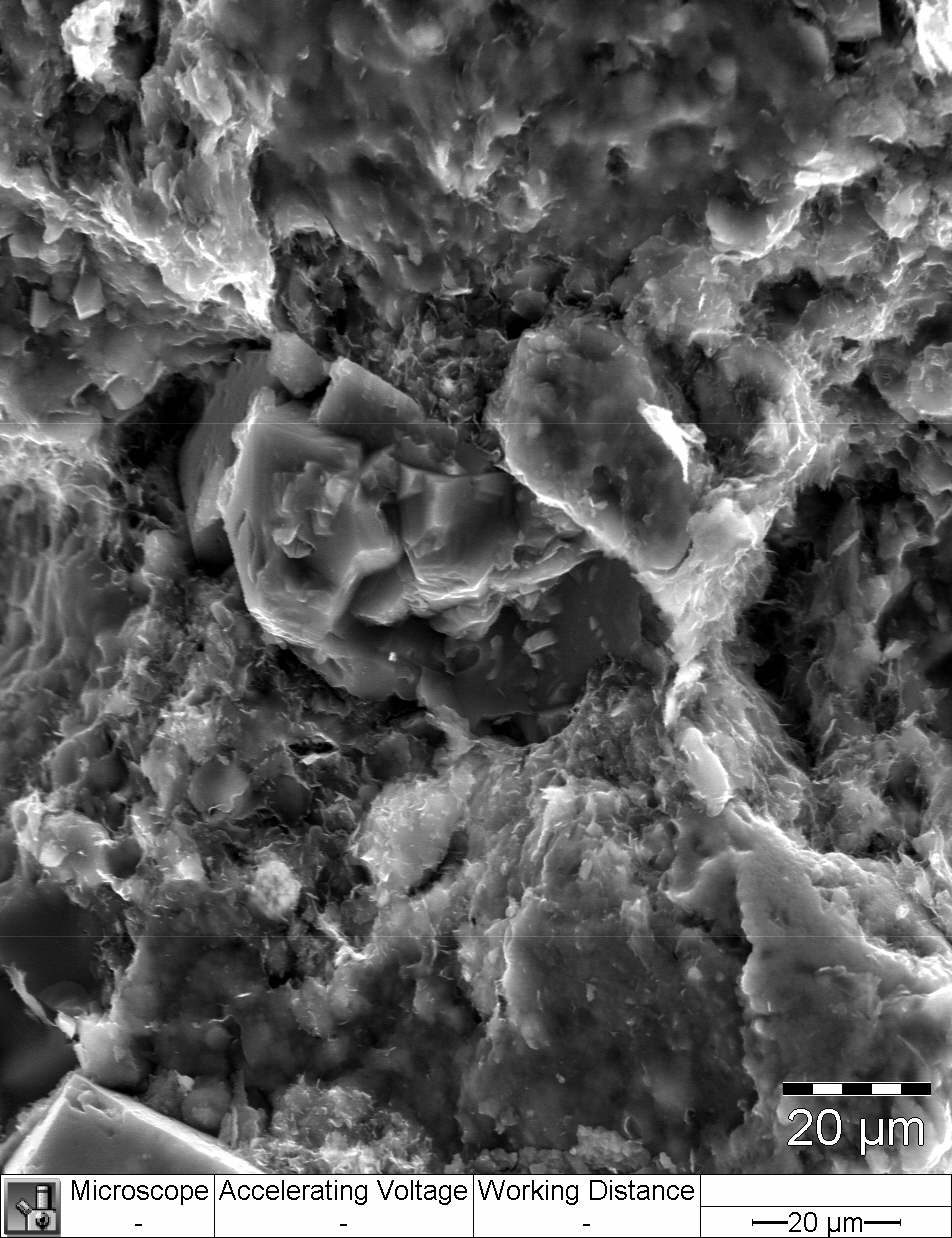 20 µm
Microscope Accelerating Voltage Working Distance
- - - 20 µm